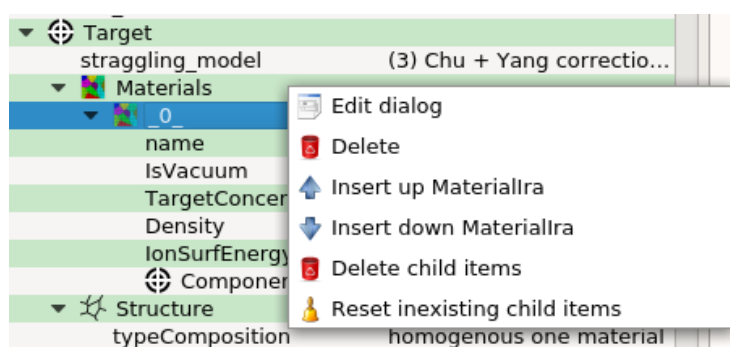 Target
straggling_model (3) Chu + Yang correctio...
Materials
_0_
name
IsVacuum
TargetConcer
Density
IonSurfEnergy
Componer
Structure
typeComposition homogenous one material
Edit dialog
Delete
Insert up MaterialIra
Insert down MaterialIra
Delete child items
Reset inexisting child items